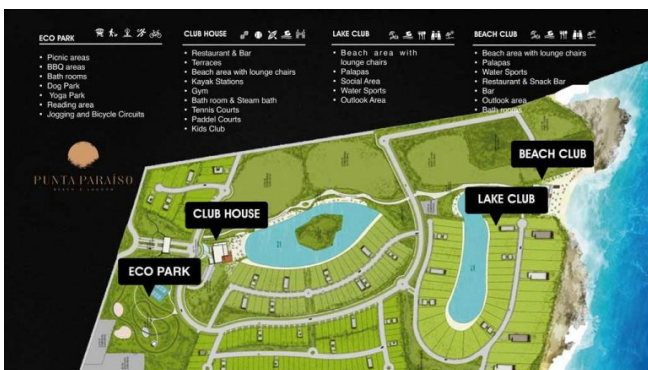 ECO PARK
• Picnic areas
• BBQ areas
• Bath rooms
• Dog Park
• Yoga Park
• Reading area
• Jogging and Bicycle Circuits
CLUB HOUSE
• Restaurant & Bar
• Terraces
• Beach area with lounge chairs
• Kayak Stations
• Gym
• Bath room & Steam bath
• Tennis Courts
• Paddel Courts
• Kids Club
LAKE CLUB
• Beach area with
lounge chairs
• Palapas
• Social Area
• Water Sports
• Outlook Area
BEACH CLUB
• Beach area with lounge chairs
• Palapas
• Water Sports
• Restaurant & Snack Bar
• Bar
• Outlook area
• Bath rooms
PUNTA PARAÍSO
BEACH CLUB
LAKE CLUB
CLUB HOUSE
ECO PARK